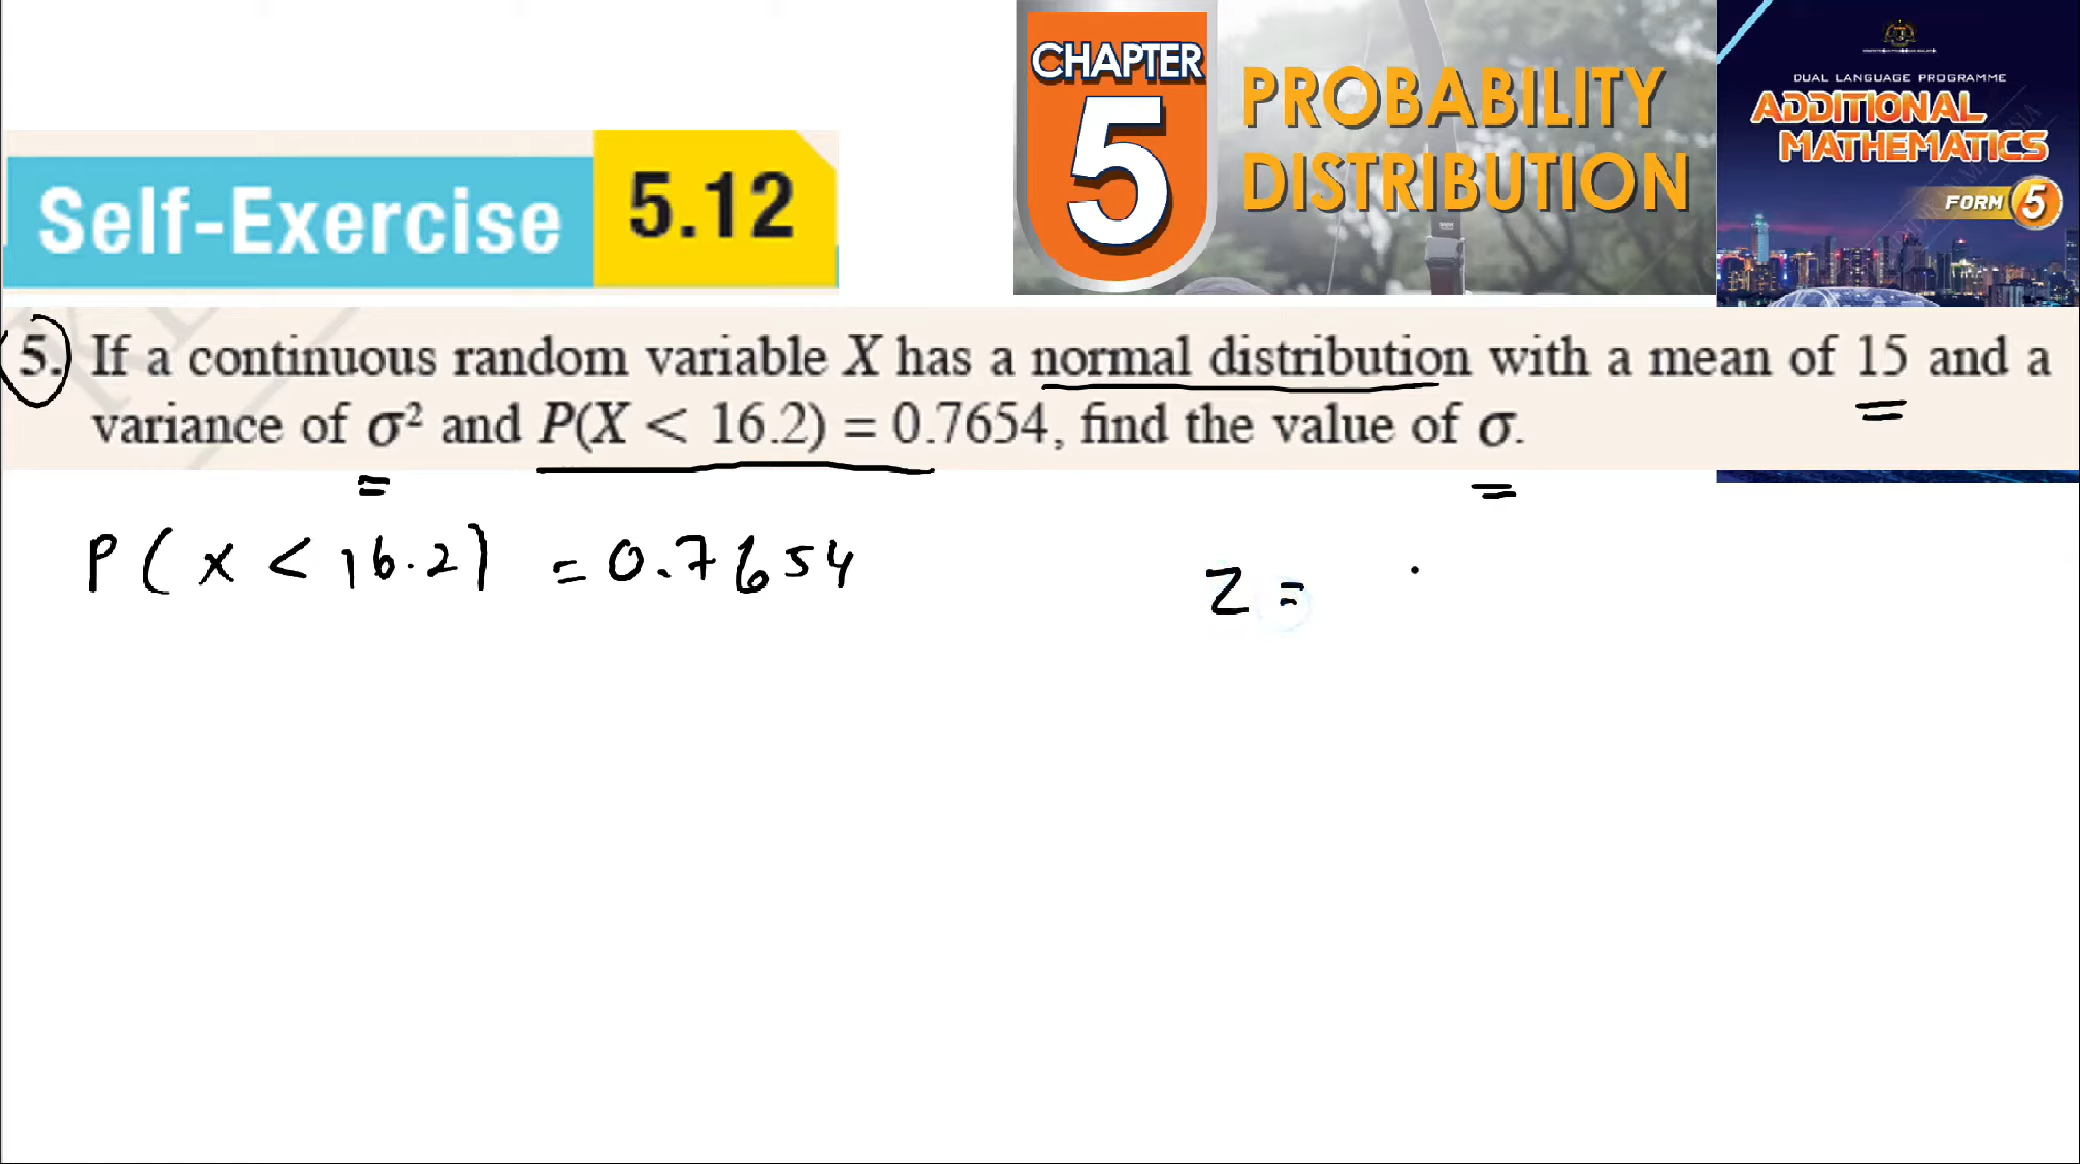 CHAPTER
5
PROBABILITY
DISTRIBUTION
DUAL LANGUAGE PROGRAMME
ADDITIONAL
MATHEMATICS
FORM 5
Self-Exercise 5.12
5. If a continuous random variable X has a normal distribution with a mean of 15 and a
variance of σ² and P(X < 16.2) = 0.7654, find the value of σ.
P(X < 16.2) = 0.7654
Z =